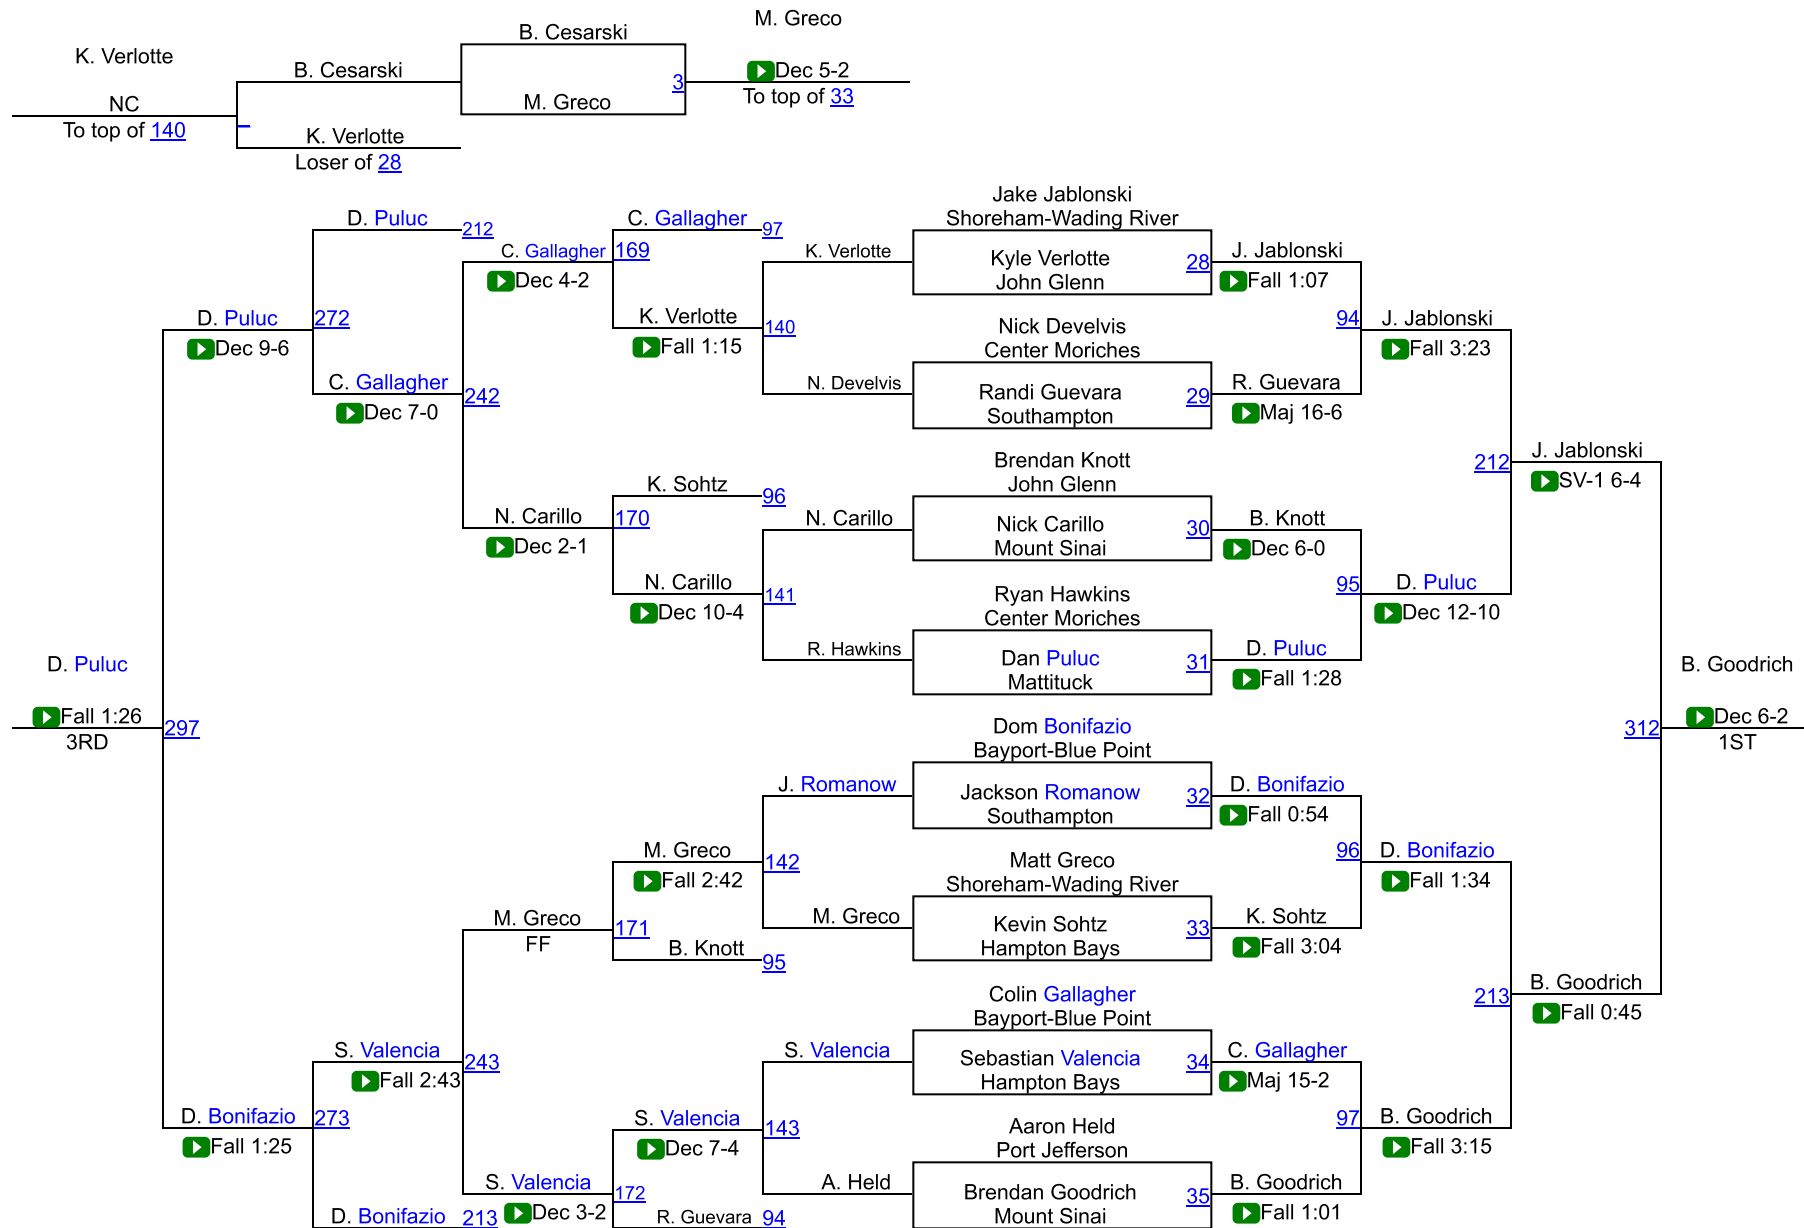 M. Greco
B. Cesarski
K. Verlotte
B. Cesarski
Dec 5-2
3
To top of 33
NC
M. Greco
To top of 140
K. Verlotte
Loser of 28
Jake Jablonski
D. Puluc
C. Gallagher
Shoreham-Wading River
212
97
C. Gallagher
169
K. Verlotte
Kyle Verlotte
28
J. Jablonski
Dec 4-2
John Glenn
Fall 1:07
D. Puluc
272
K. Verlotte
140
Nick Develvis
94
J. Jablonski
Dec 9-6
Fall 1:15
Center Moriches
Fall 3:23
C. Gallagher
242
N. Develvis
Randi Guevara
29
R. Guevara
Dec 7-0
Southampton
Maj 16-6
Brendan Knott
212
J. Jablonski
John Glenn
SV-1 6-4
K. Sohtz
96
N. Carillo
170
N. Carillo
Nick Carillo
30
B. Knott
Dec 2-1
Mount Sinai
Dec 6-0
N. Carillo
141
Ryan Hawkins
95
D. Puluc
Dec 10-4
Center Moriches
Dec 12-10
R. Hawkins
Dan Puluc
31
D. Puluc
Mattituck
Fall 1:28
D. Puluc
B. Goodrich
Fall 1:26
297
Dom Bonifazio
312
Dec 6-2
3RD
Bayport-Blue Point
1ST
J. Romanow
Jackson Romanow
32
D. Bonifazio
Southampton
Fall 0:54
M. Greco
142
Matt Greco
96
D. Bonifazio
Fall 2:42
Shoreham-Wading River
Fall 1:34
M. Greco
171
M. Greco
Kevin Sohtz
33
K. Sohtz
FF
B. Knott
95
Hampton Bays
Fall 3:04
Colin Gallagher
213
B. Goodrich
Bayport-Blue Point
Fall 0:45
S. Valencia
243
S. Valencia
Sebastian Valencia
34
C. Gallagher
Fall 2:43
Hampton Bays
Maj 15-2
D. Bonifazio
273
S. Valencia
143
Aaron Held
97
B. Goodrich
Fall 1:25
Dec 7-4
Port Jefferson
Fall 3:15
S. Valencia
172
A. Held
Brendan Goodrich
35
B. Goodrich
D. Bonifazio
213
Dec 3-2
R. Guevara
94
Mount Sinai
Fall 1:01